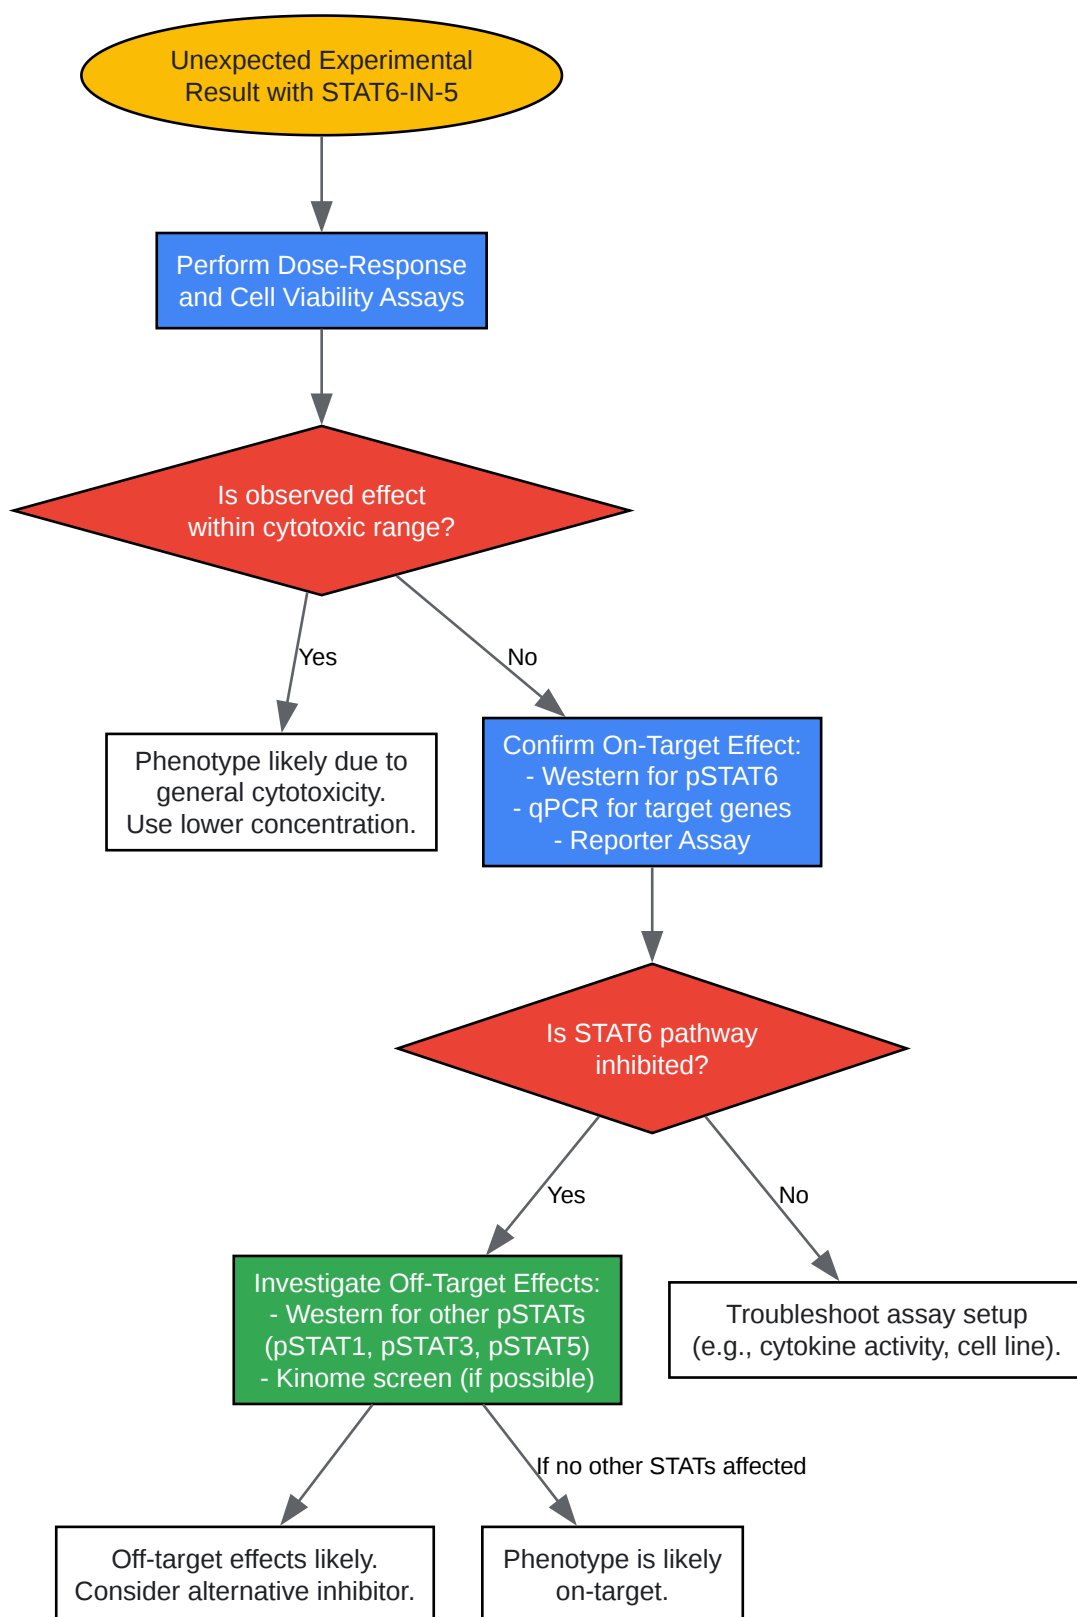 Unexpected Experimental
Result with STAT6-IN-5
Perform Dose-Response
and Cell Viability Assays
Is observed effect
within cytotoxic range?
Yes
No
Phenotype likely due to
general cytotoxicity.
Use lower concentration.
Confirm On-Target Effect:
- Western for pSTAT6
- qPCR for target genes
- Reporter Assay
Is STAT6 pathway
inhibited?
Yes
No
Investigate Off-Target Effects:
- Western for other pSTATs
(pSTAT1, pSTAT3, pSTAT5)
- Kinome screen (if possible)
Troubleshoot assay setup
(e.g., cytokine activity, cell line).
If no other STATs affected
Off-target effects likely.
Consider alternative inhibitor.
Phenotype is likely
on-target.